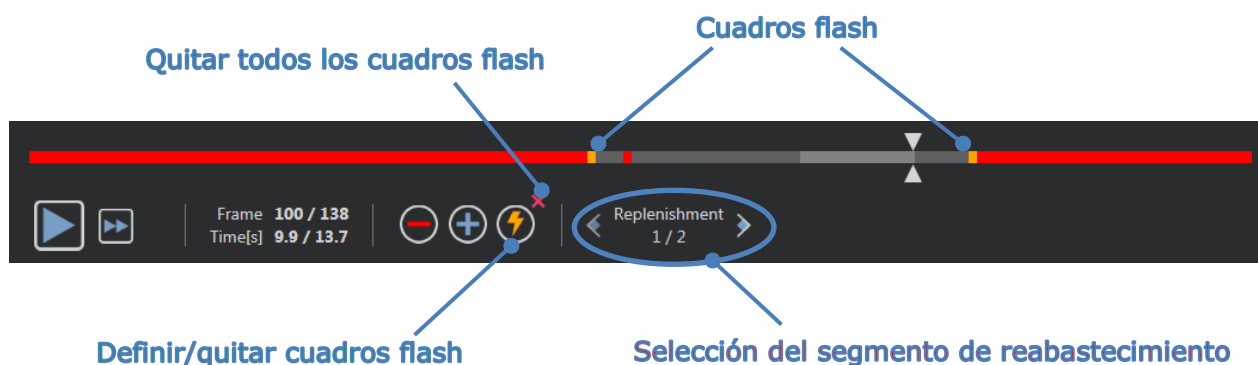 Cuadros flash
Quitar todos los cuadros flash
Frame 100 / 138
Time[s] 9.9 / 13.7
Replenishment
1 / 2
Definir/quitar cuadros flash
Selección del segmento de reabastecimiento